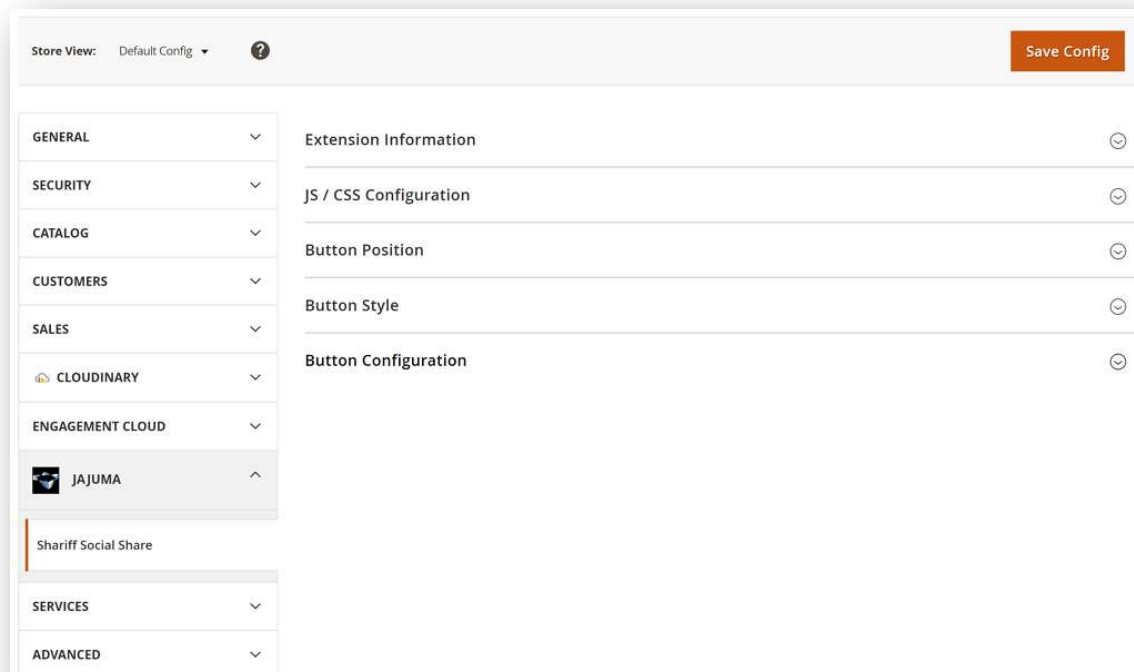 Store View: Default Config ?
Save Config
GENERAL
SECURITY
CATALOG
CUSTOMERS
SALES
CLOUDINARY
ENGAGEMENT CLOUD
JAJUMA
Shariff Social Share
SERVICES
ADVANCED
Extension Information
JS / CSS Configuration
Button Position
Button Style
Button Configuration